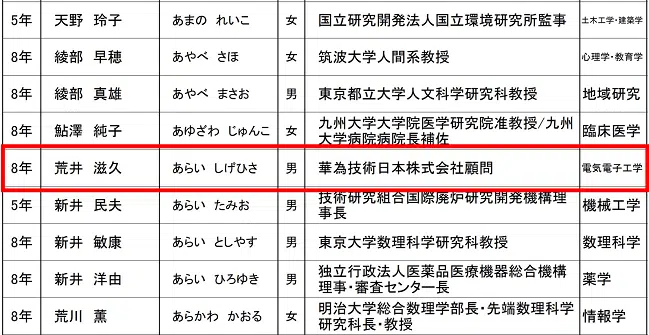 5年 天野 玲子 あまの れいこ 女 国立研究開発法人国立環境研究所監事 土木工学・建築学
8年 綾部 早穂 あやべ さほ 女 筑波大学人間系教授 心理学・教育学
8年 綾部 真雄 あやべ まさお 男 東京都立大学人文科学研究科教授 地域研究
8年 鮎澤 純子 あゆざわ じゅんこ 女 九州大学大学院医学研究院准教授/九州大学病院病院長補佐 臨床医学
8年 荒井 滋久 あらい しげひさ 男 華為技術日本株式会社顧問 電気電子工学
5年 新井 民夫 あらい たみお 男 技術研究組合国際廃炉研究開発機構理事長 機械工学
8年 新井 敏康 あらい としやす 男 東京大学数理科学研究科教授 数理科学
8年 新井 洋由 あらい ひろゆき 男 独立行政法人医薬品医療機器総合機構理事・審査センター長 薬学
8年 荒川 薫 あらかわ かおる 女 明治大学総合数理学部長・先端数理科学研究科長・教授 情報学